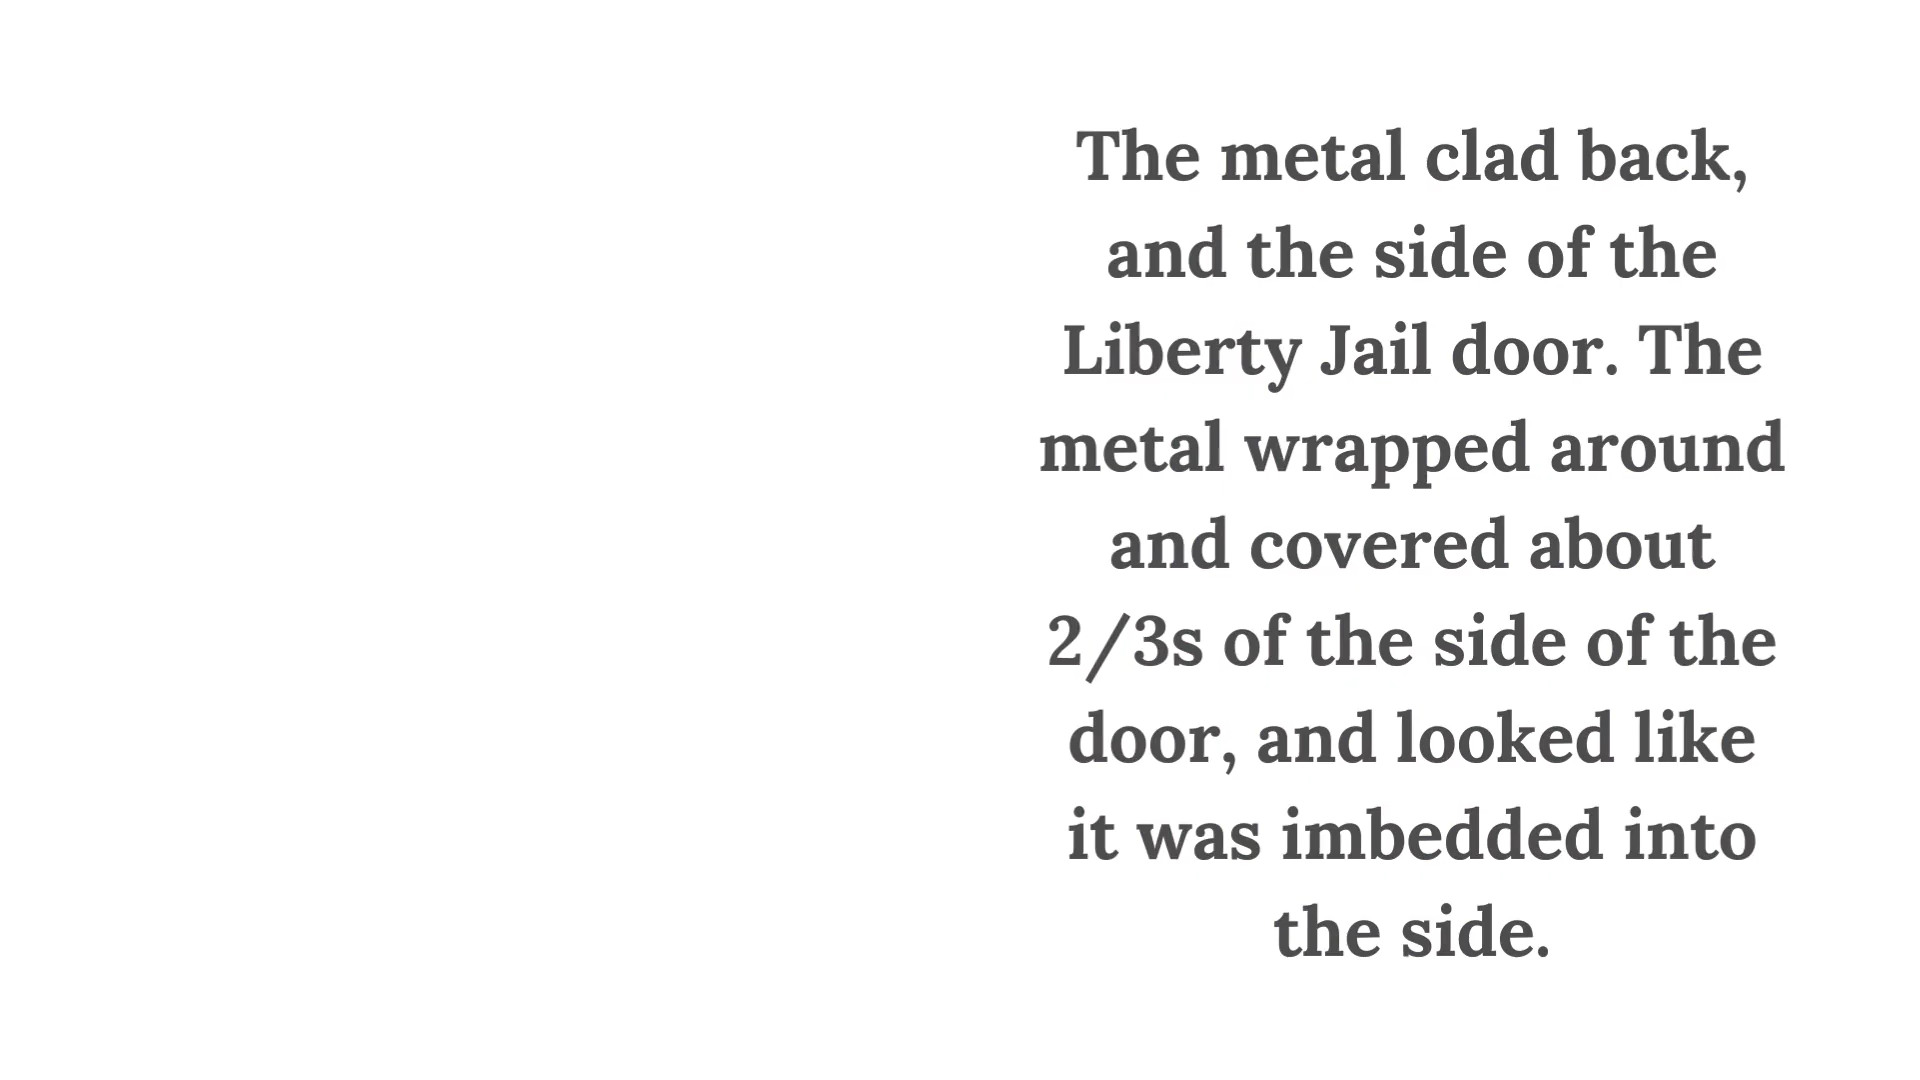 The metal clad back,
and the side of the
Liberty Jail door. The
metal wrapped around
and covered about
2/3s of the side of the
door, and looked like
it was imbedded into
the side.